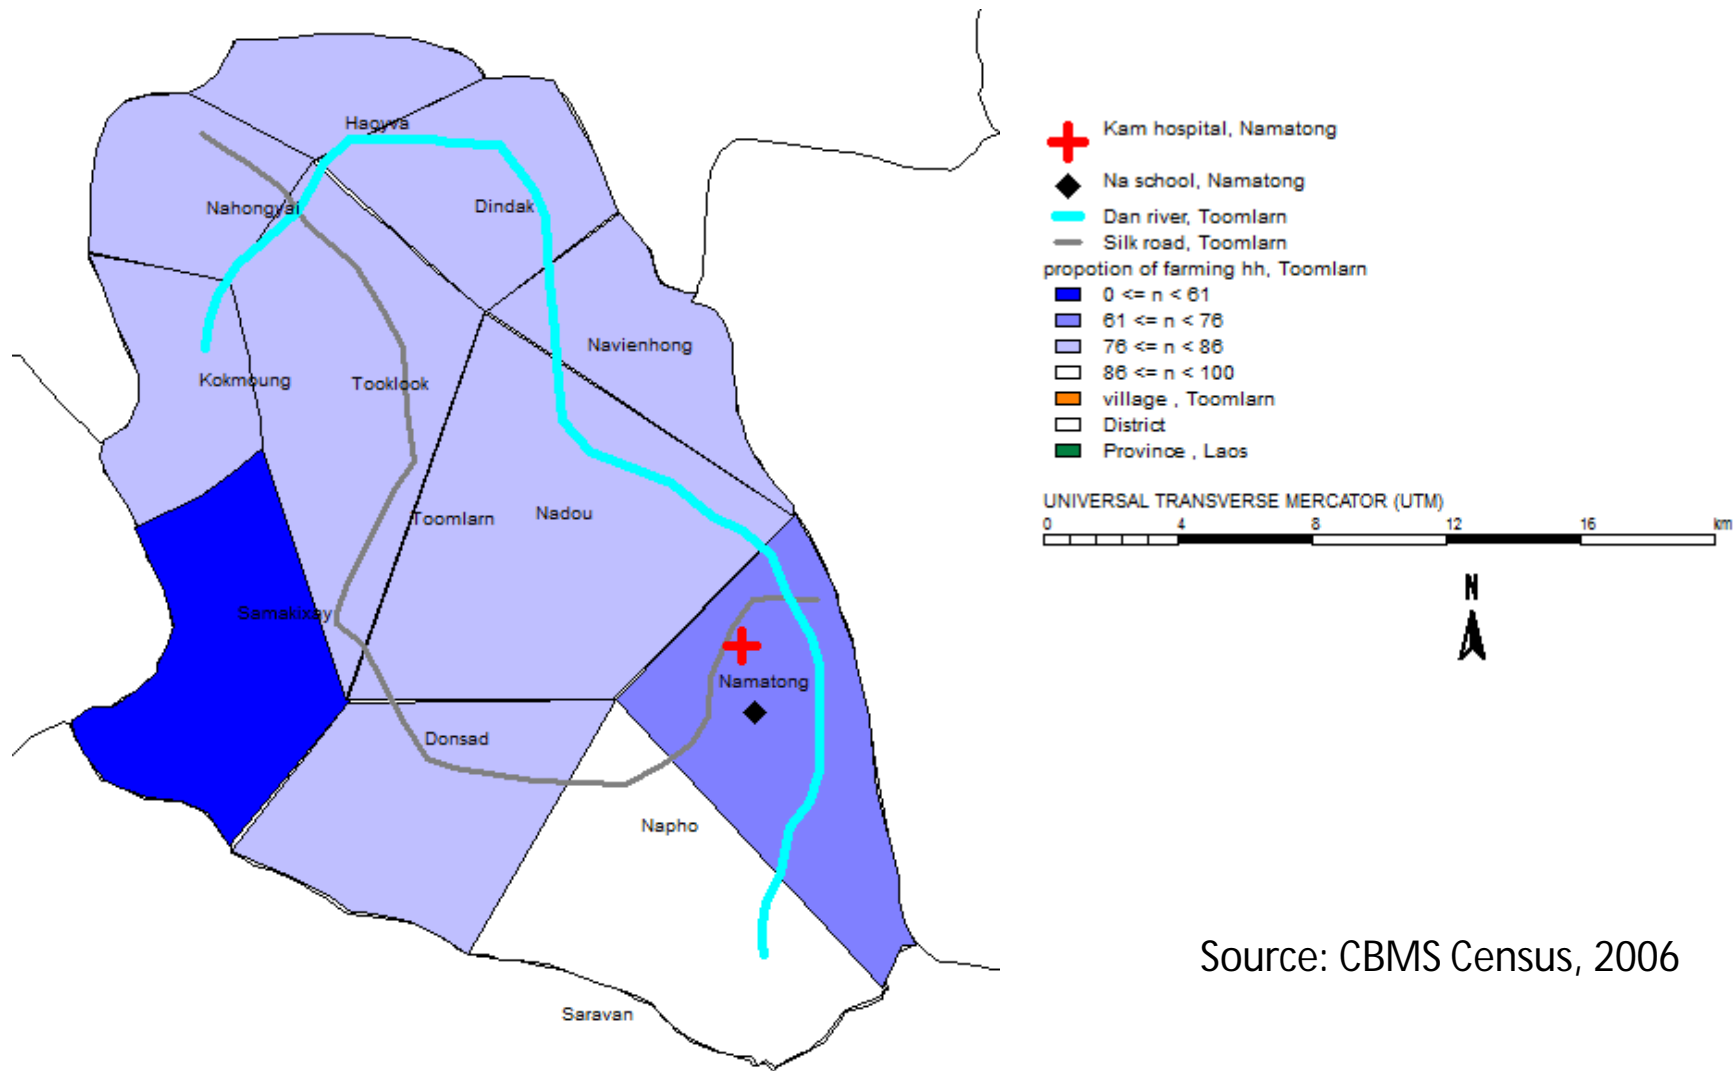 Hagyva
Nahongyai
Dindak
Navienhong
Kokmoung
Tooklook
Toomlarn
Nadou
Samakixay
Namatong
Donsad
Napho
Saravan
Kam hospital, Namatong
Na school, Namatong
Dan river, Toomlarn
Silk road, Toomlarn
propotion of farming hh, Toomlarn
0 <= n < 61
61 <= n < 76
76 <= n < 86
86 <= n < 100
village , Toomlarn
District
Province , Laos
UNIVERSAL TRANSVERSE MERCATOR (UTM)
0 4 8 12 16 km
N
Source: CBMS Census, 2006